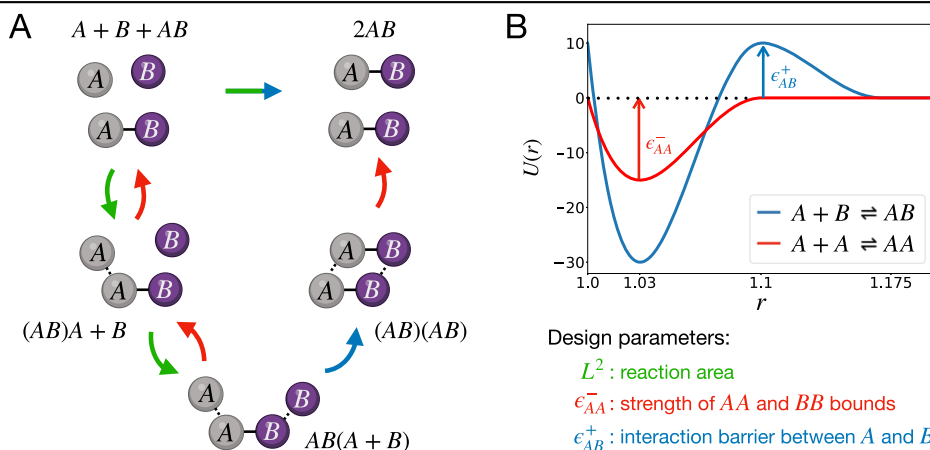 A
A + B + AB
2AB
A B
A B
A B
A B
(AB)A + B
A B
A B
A B
(AB)(AB)
A B
A B
A B
A B
AB(A + B)
B
U(r)
10
0
−10
−20
−30
ϵ⁺AB
ϵ⁻AA
A + B ⇌ AB
A + A ⇌ AA
1.0 1.03 1.1 1.175
r
Design parameters:
L² : reaction area
ϵ⁻AA : strength of AA and BB bounds
ϵ⁺AB : interaction barrier between A and B